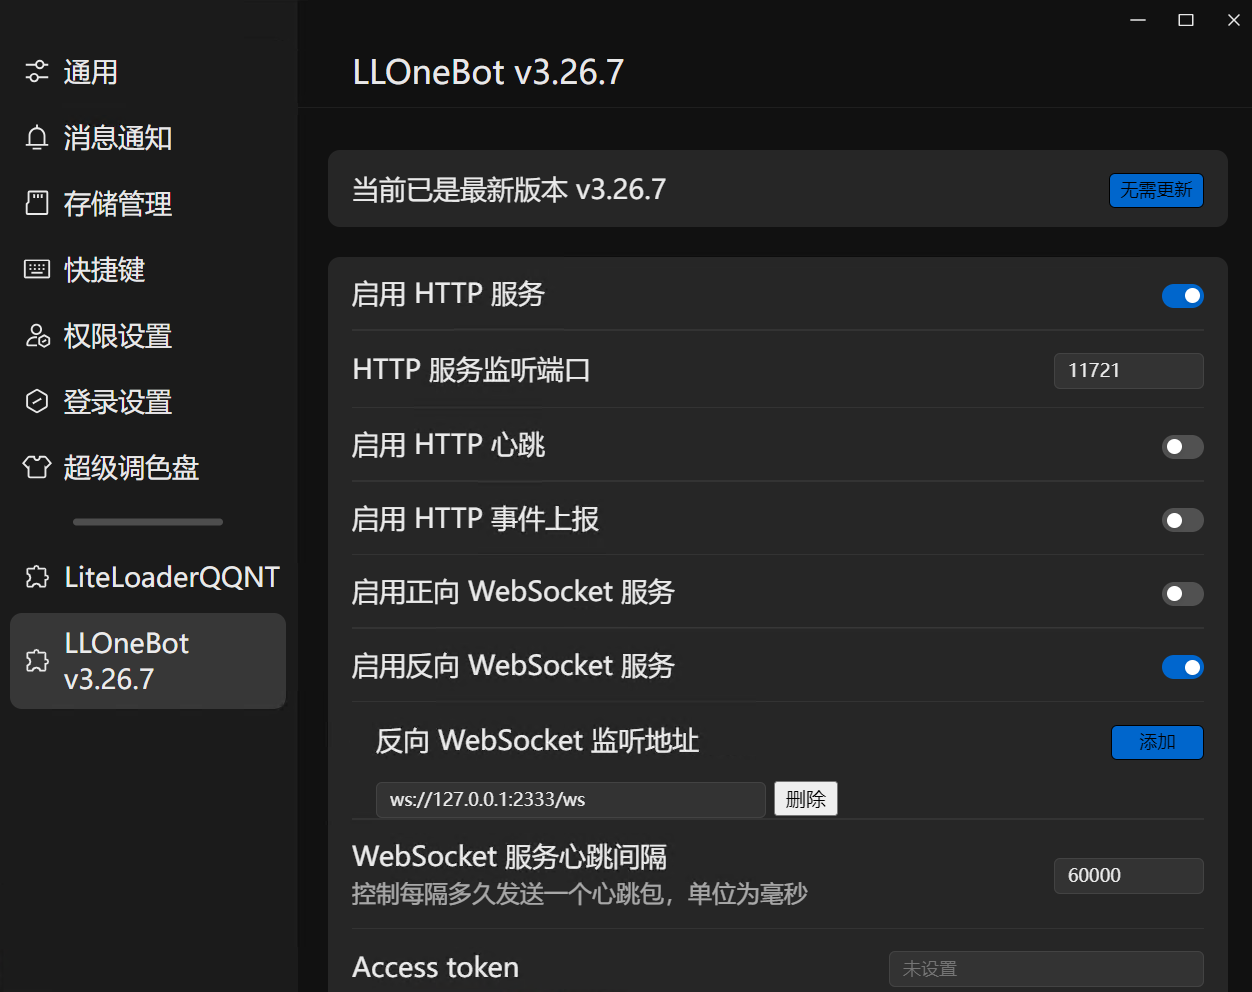 通用
消息通知
存储管理
快捷键
权限设置
登录设置
超级调色盘
LiteLoaderQQNT
LLOneBot
v3.26.7
LLOneBot v3.26.7
当前已是最新版本 v3.26.7
无需更新
启用 HTTP 服务
HTTP 服务监听端口
11721
启用 HTTP 心跳
启用 HTTP 事件上报
启用正向 WebSocket 服务
启用反向 WebSocket 服务
反向 WebSocket 监听地址
添加
ws://127.0.0.1:2333/ws
删除
WebSocket 服务心跳间隔
控制每隔多久发送一个心跳包，单位为毫秒
60000
Access token
未设置